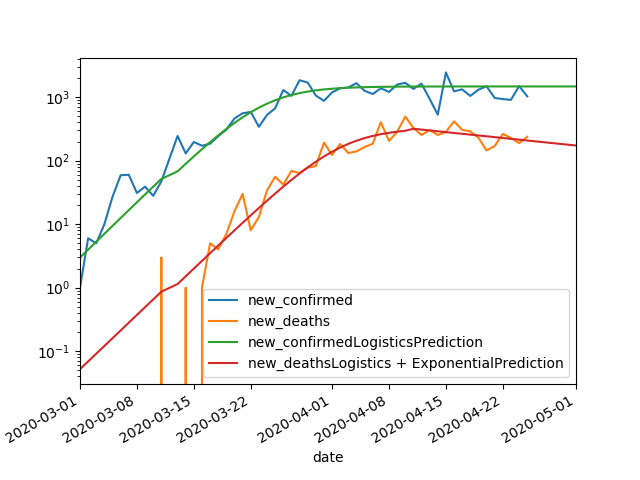 10³
10²
10¹
10⁰
10⁻¹
new_confirmed
new_deaths
new_confirmedLogisticsPrediction
new_deathsLogistics + ExponentialPrediction
2020-03-01
2020-03-08
2020-03-15
2020-03-22
2020-04-01
2020-04-08
2020-04-15
2020-04-22
2020-05-01
date